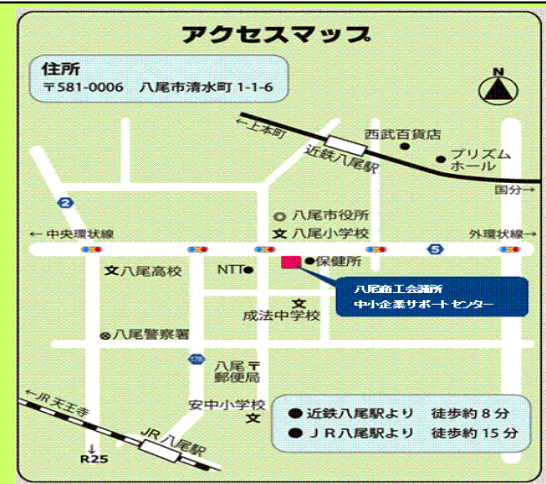 アクセスマップ
住所
〒581-0006 八尾市清水町1-1-6
N
←上本町
近鉄八尾駅
西武百貨店
プリズム
ホール
国分→
2
八尾市役所
文 八尾小学校
← 中央環状線
5
外環状線→
文 八尾高校
NTT
保健所
八尾商工会議所
中小企業サポートセンター
文
成法中学校
八尾警察署
176
八尾〒
郵便局
安中小学校
文
←JR天王寺
JR八尾駅
R25
●近鉄八尾駅より 徒歩約8分
●JR八尾駅より 徒歩約15分